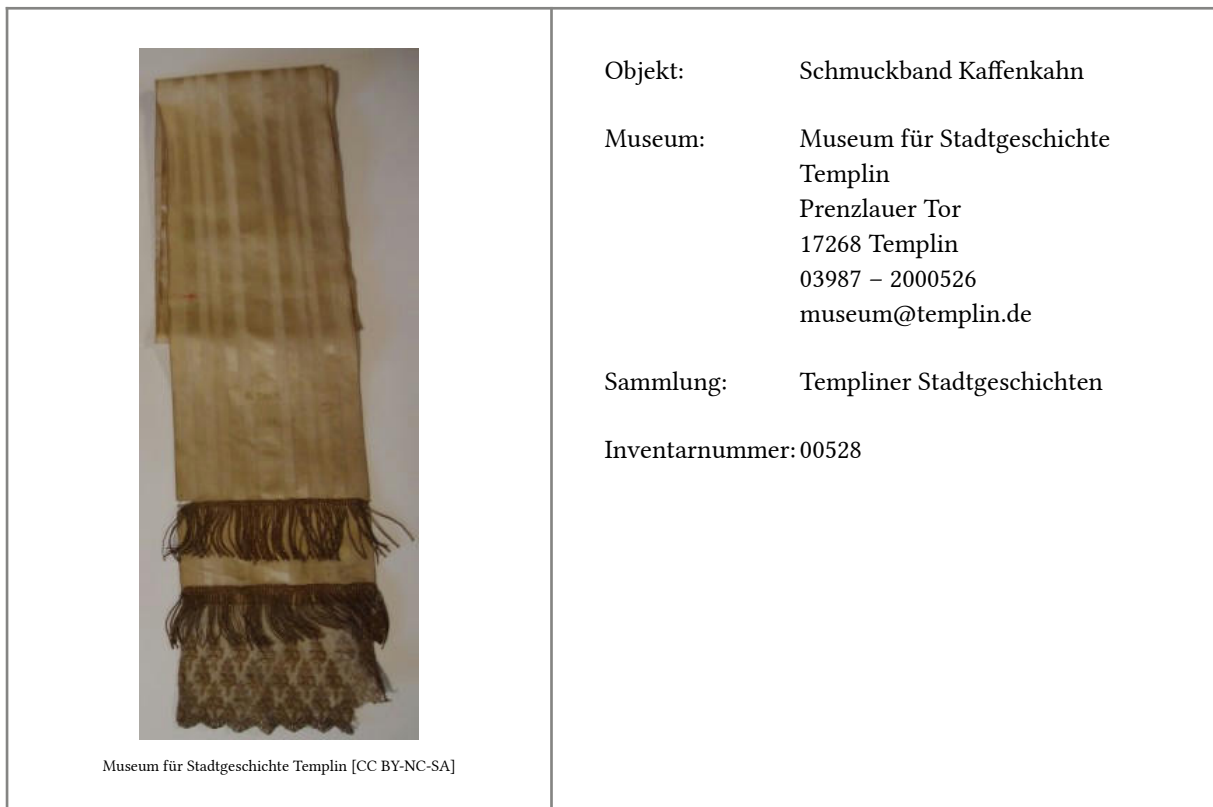 Objekt: Schmuckband Kaffenkahn
Museum: Museum für Stadtgeschichte
Templin
Prenzlauer Tor
17268 Templin
03987 – 2000526
museum@templin.de
Sammlung: Templiner Stadtgeschichten
Inventarnummer: 00528
Museum für Stadtgeschichte Templin [CC BY-NC-SA]